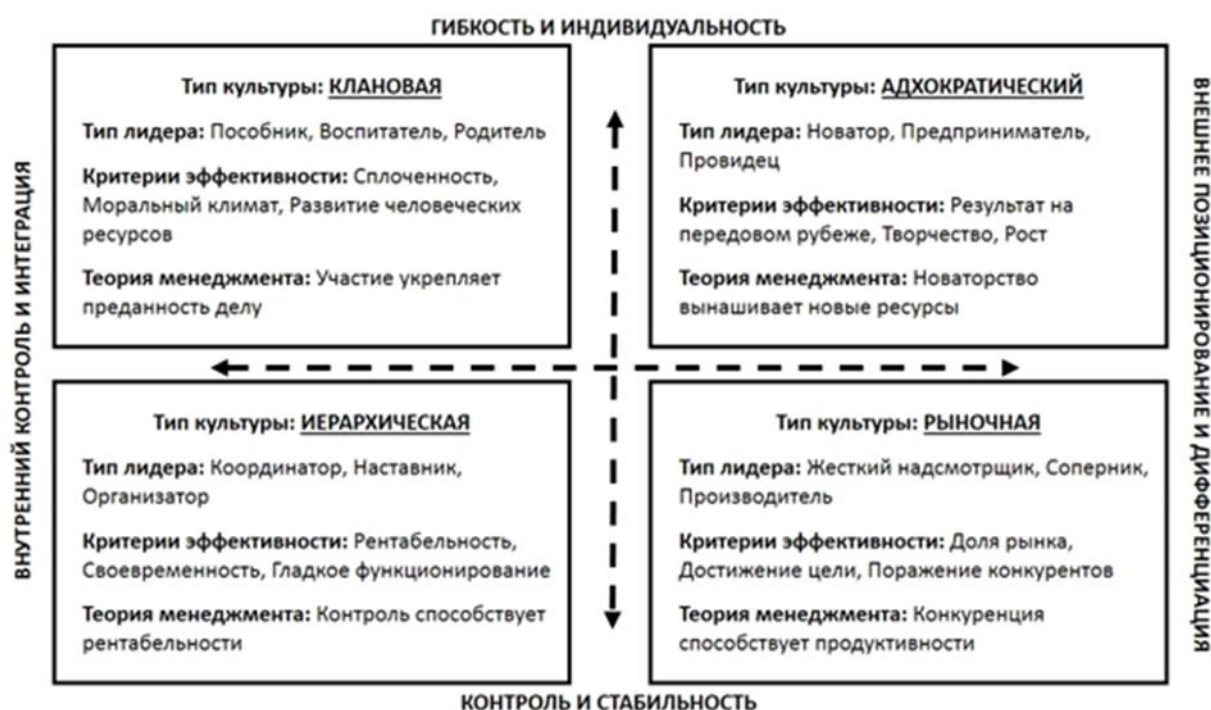 ГИБКОСТЬ И ИНДИВИДУАЛЬНОСТЬ
Тип культуры: КЛАНОВАЯ
Тип лидера: Пособник, Воспитатель, Родитель
Критерии эффективности: Сплоченность,
Моральный климат, Развитие человеческих
ресурсов
Теория менеджмента: Участие укрепляет
преданность делу
Тип культуры: АДХОКРАТИЧЕСКИЙ
Тип лидера: Новатор, Предприниматель,
Провидец
Критерии эффективности: Результат на
передовом рубеже, Творчество, Рост
Теория менеджмента: Новаторство
вынашивает новые ресурсы
ВНУТРЕННИЙ КОНТРОЛЬ И ИНТЕГРАЦИЯ
ВНЕШНЕЕ ПОЗИЦИОНИРОВАНИЕ И ДИФФЕРЕНЦИАЦИЯ
Тип культуры: ИЕРАРХИЧЕСКАЯ
Тип лидера: Координатор, Наставник,
Организатор
Критерии эффективности: Рентабельность,
Своевременность, Гладкое функционирование
Теория менеджмента: Контроль способствует
рентабельности
Тип культуры: РЫНОЧНАЯ
Тип лидера: Жесткий надсмотрщик, Соперник,
Производитель
Критерии эффективности: Доля рынка,
Достижение цели, Поражение конкурентов
Теория менеджмента: Конкуренция
способствует продуктивности
КОНТРОЛЬ И СТАБИЛЬНОСТЬ